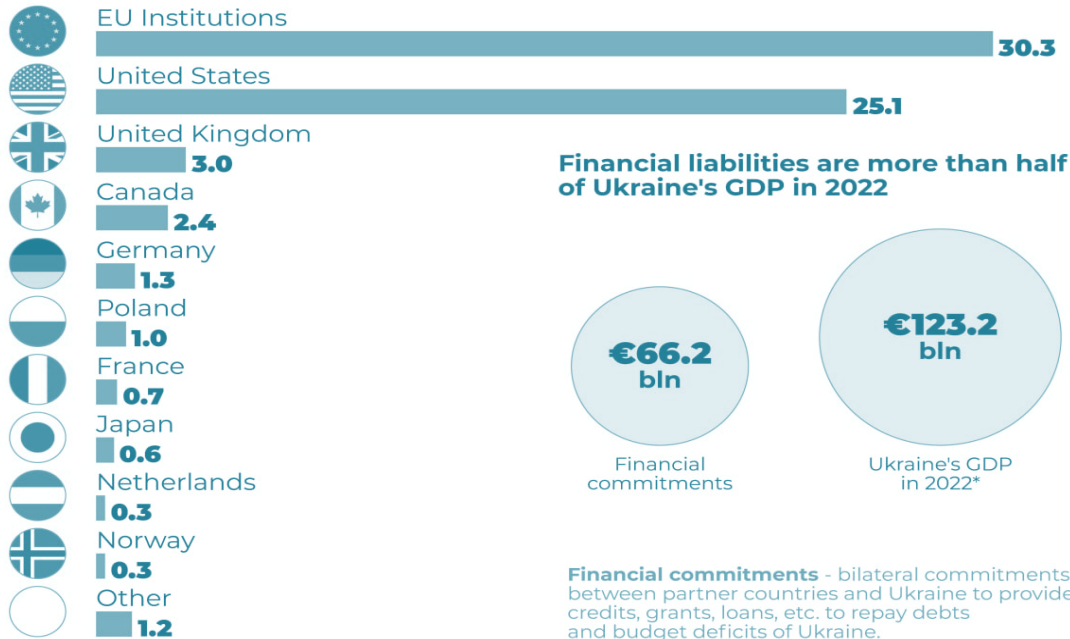 EU Institutions
30.3
United States
25.1
United Kingdom
3.0
Canada
2.4
Germany
1.3
Poland
1.0
France
0.7
Japan
0.6
Netherlands
0.3
Norway
0.3
Other
1.2
Financial liabilities are more than half
of Ukraine's GDP in 2022
€66.2
bln
Financial
commitments
€123.2
bln
Ukraine's GDP
in 2022*
Financial commitments - bilateral commitments
between partner countries and Ukraine to provide
credits, grants, loans, etc. to repay debts
and budget deficits of Ukraine.